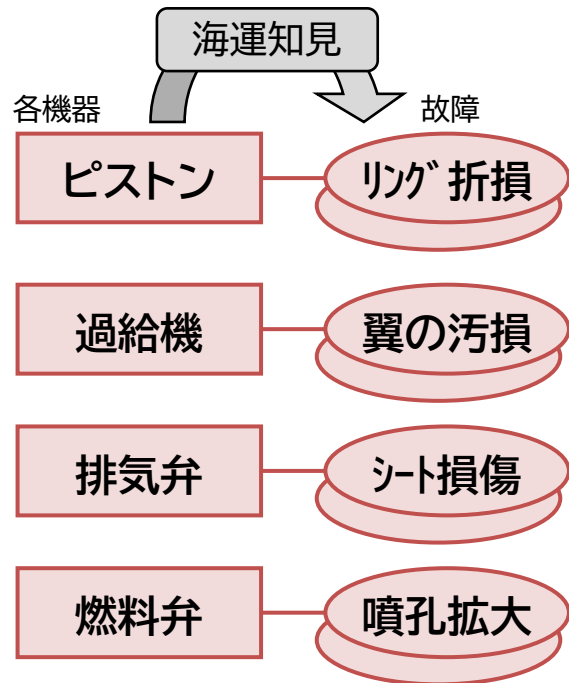 海運知見
各機器 故障
ピストン ﾘﾝｸﾞ折損
過給機 翼の汚損
排気弁 ｼｰﾄ損傷
燃料弁 噴孔拡大